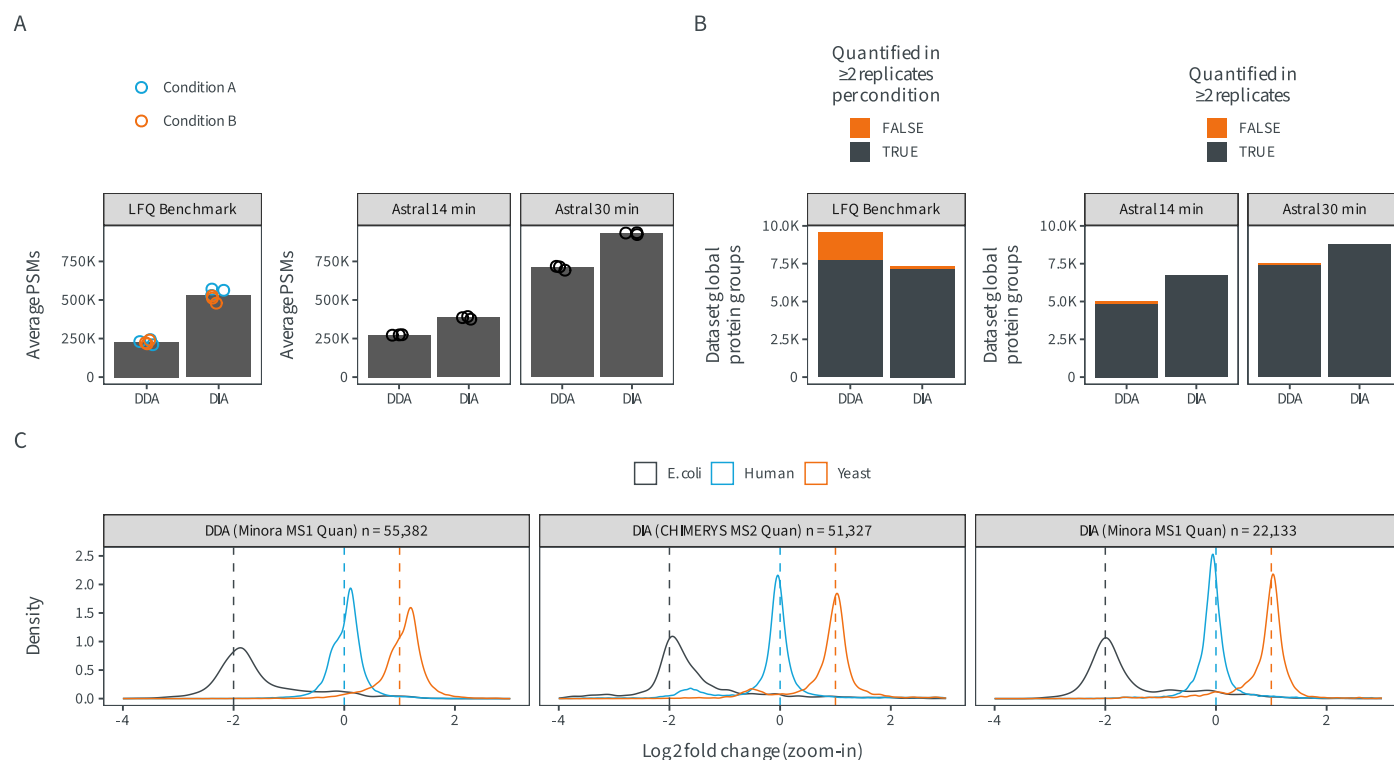 A
Condition A
Condition B
LFQ Benchmark
Astral 14 min
Astral 30 min
Average PSMs
750K
500K
250K
0
DDA
DIA
Average PSMs
750K
500K
250K
0
DDA
DIA
DDA
DIA
B
Quantified in
≥2 replicates
per condition
FALSE
TRUE
Quantified in
≥2 replicates
FALSE
TRUE
LFQ Benchmark
Astral 14 min
Astral 30 min
Dataset global
protein groups
10.0K
7.5K
5.0K
2.5K
0
DDA
DIA
Dataset global
protein groups
10.0K
7.5K
5.0K
2.5K
0
DDA
DIA
DDA
DIA
C
E. coli
Human
Yeast
DDA (Minora MS1 Quan) n = 55,382
DIA (CHIMERYS MS2 Quan) n = 51,327
DIA (Minora MS1 Quan) n = 22,133
Density
2.5
2.0
1.5
1.0
0.5
0.0
-4
-2
0
2
-4
-2
0
2
-4
-2
0
2
Log2 fold change (zoom-in)